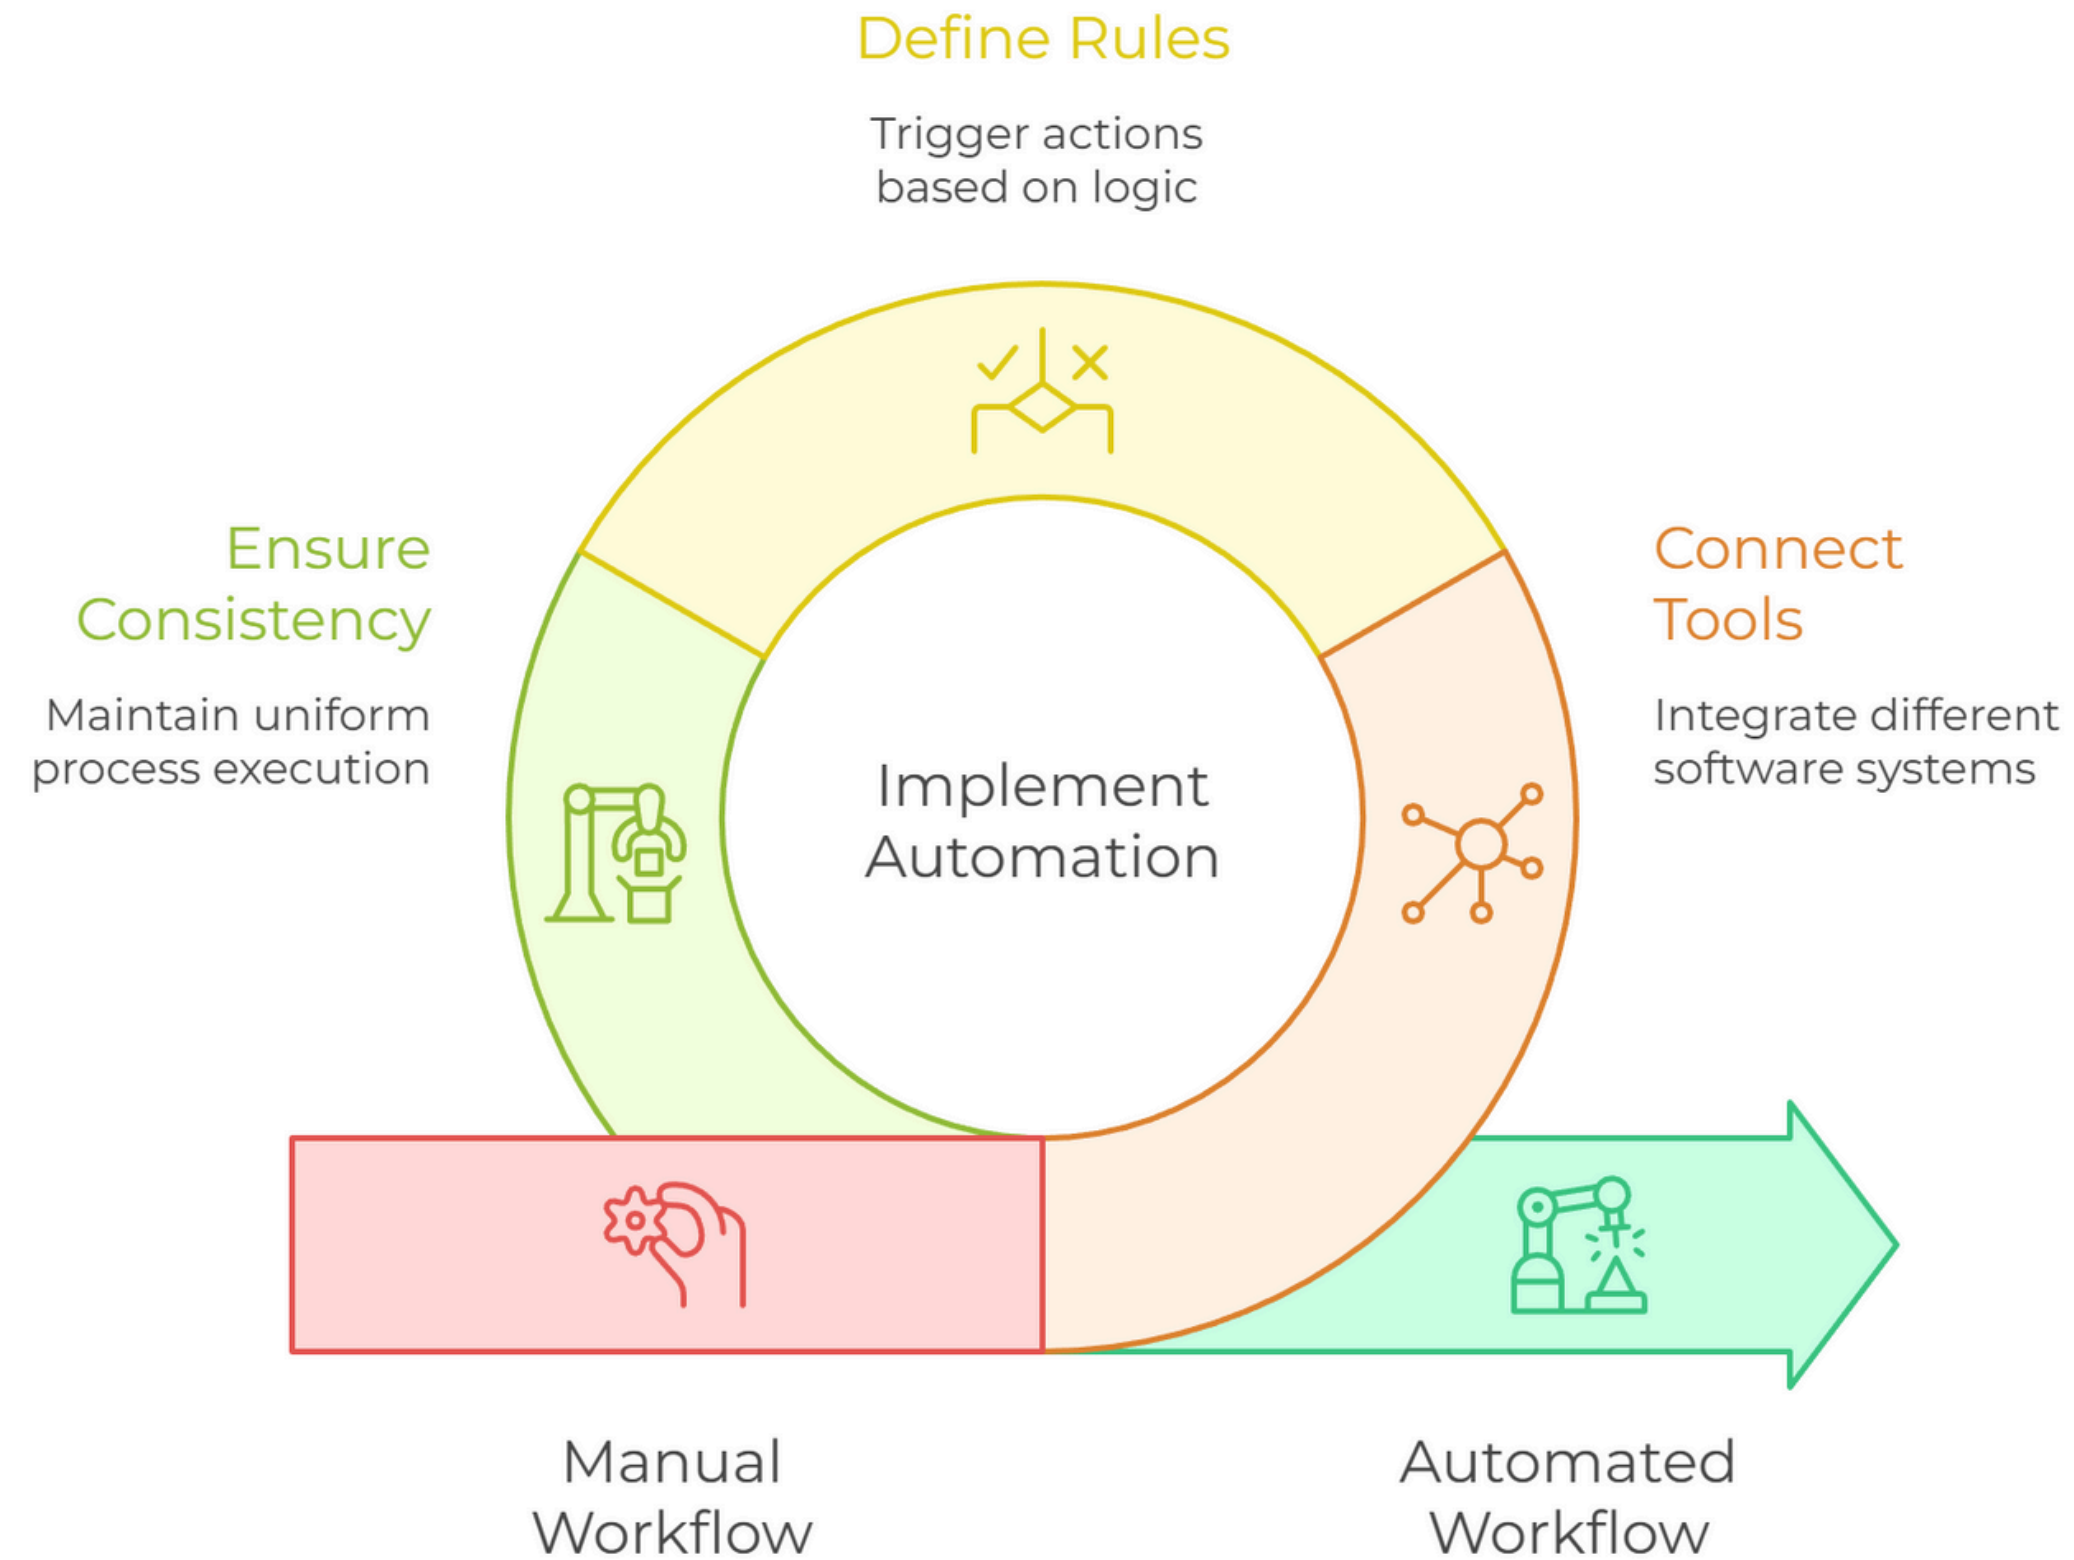 Define Rules
Trigger actions
based on logic
Ensure
Consistency
Maintain uniform
process execution
Connect
Tools
Integrate different
software systems
Implement
Automation
Manual
Workflow
Automated
Workflow